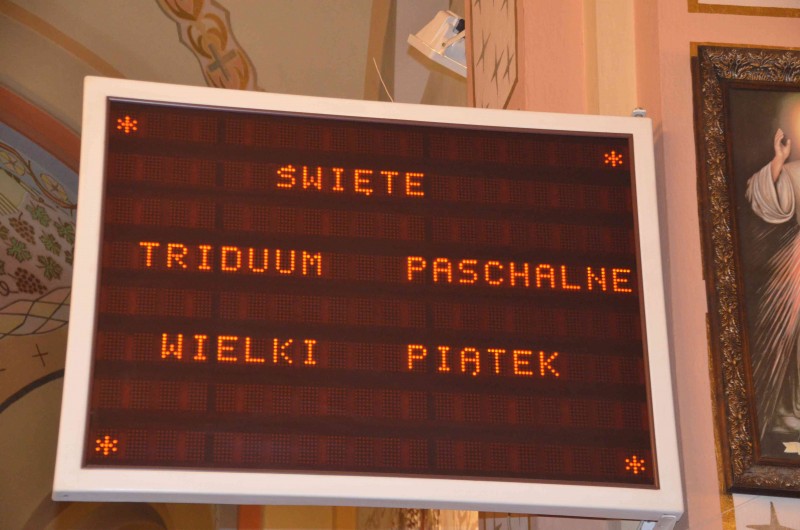 * *
ŚWIĘTE
TRIDUUM PASCHALNE
WIELKI PIĄTEK
* *